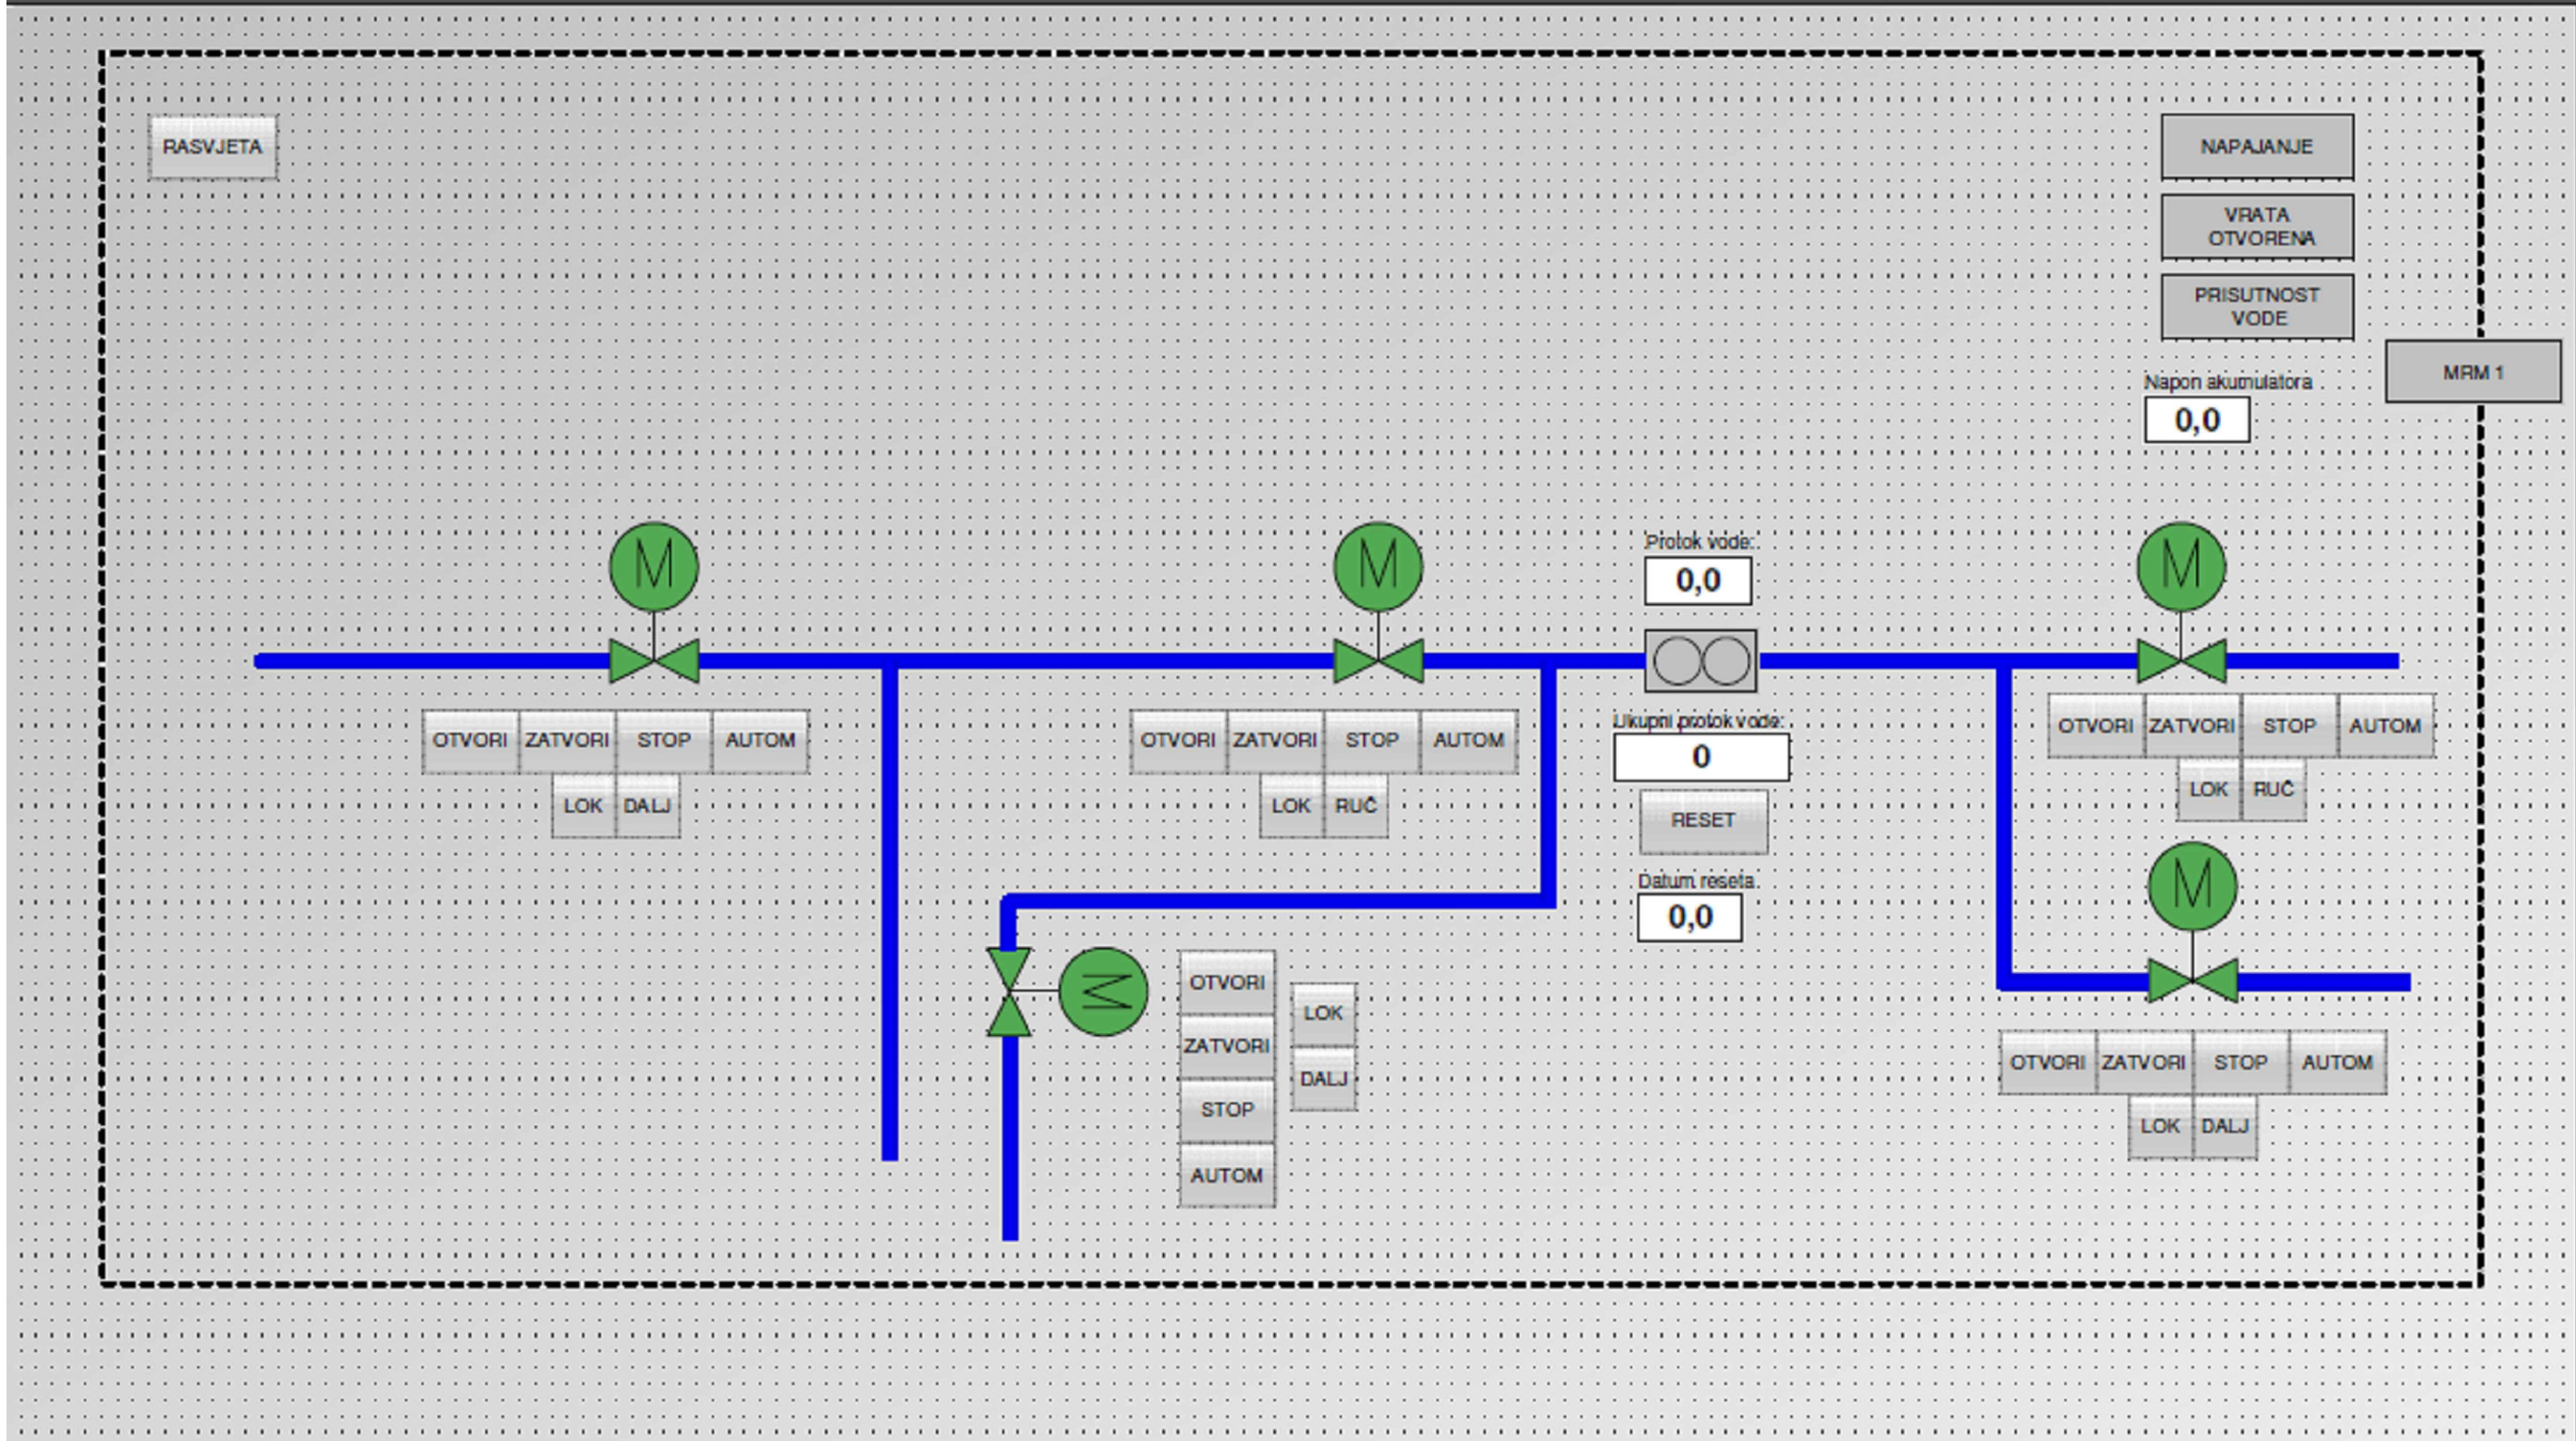 RASVJETA
NAPAJANJE
VRATA
OTVORENA
PRISUTNOST
VODE
MRM 1
Napon akumulatora
0,0
M
M
M
Protok vode:
0,0
OTVORI ZATVORI STOP AUTOM
LOK DALJ
OTVORI ZATVORI STOP AUTOM
LOK RUČ
Ukupni protok vode:
0
RESET
Datum reseta
0,0
OTVORI ZATVORI STOP AUTOM
LOK RUČ
M
M
OTVORI
ZATVORI
STOP
AUTOM
LOK
DALJ
OTVORI ZATVORI STOP AUTOM
LOK DALJ